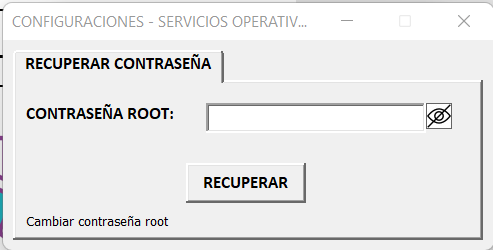 CONFIGURACIONES - SERVICIOS OPERATIV...
RECUPERAR CONTRASEÑA
CONTRASEÑA ROOT:
RECUPERAR
Cambiar contraseña root